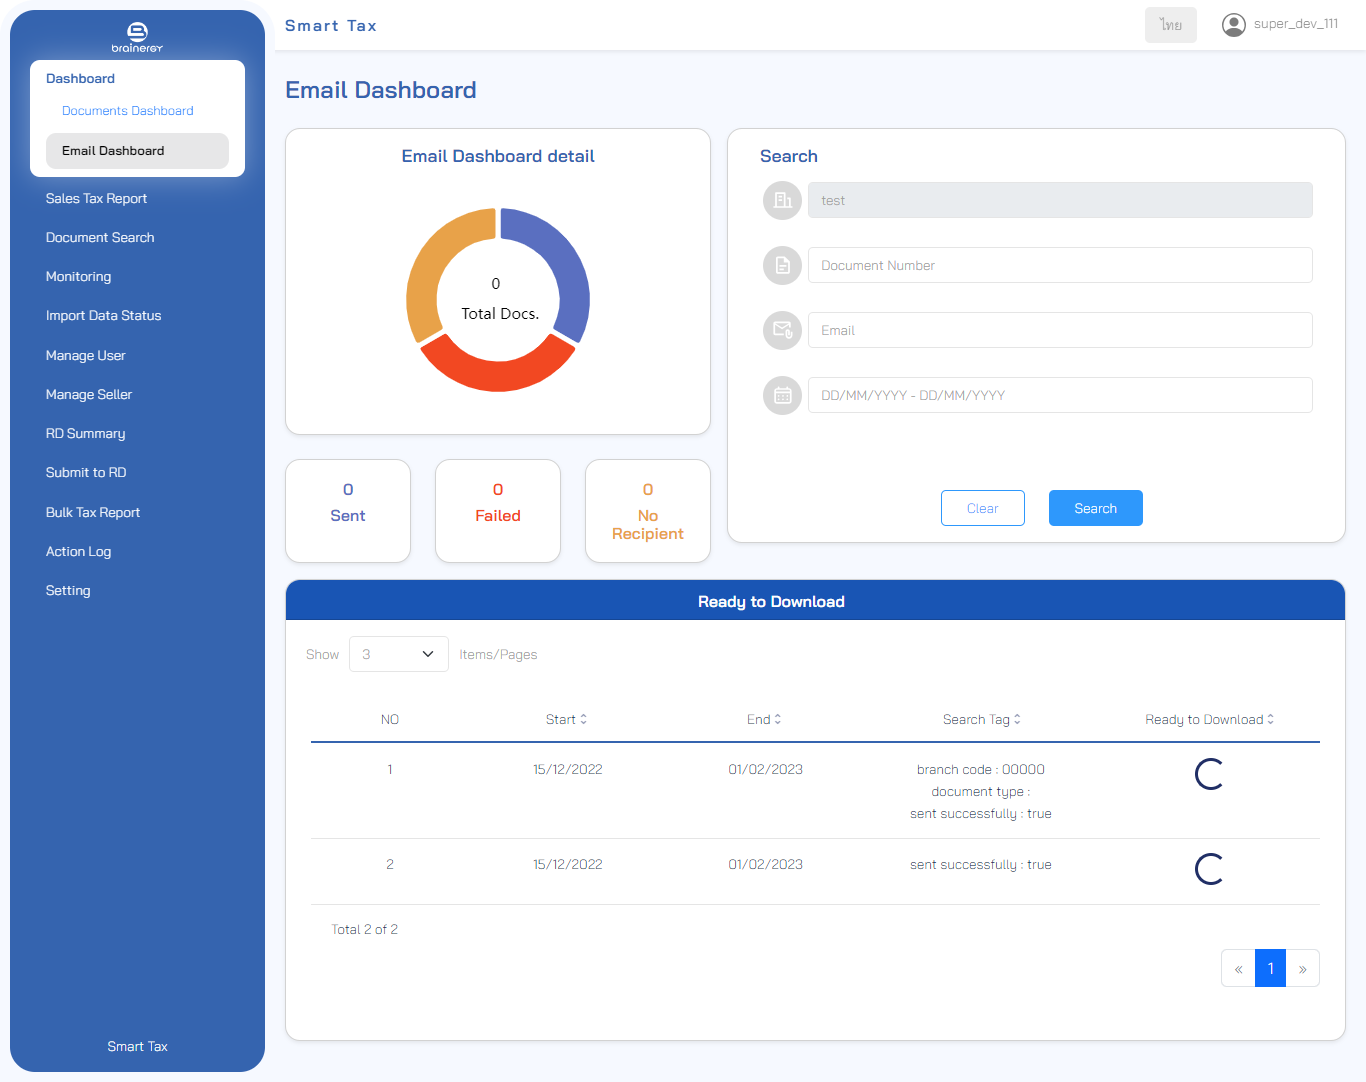 brainergy
Dashboard
Documents Dashboard
Email Dashboard
Sales Tax Report
Document Search
Monitoring
Import Data Status
Manage User
Manage Seller
RD Summary
Submit to RD
Bulk Tax Report
Action Log
Setting
Smart Tax
Smart Tax
ไทย
super_dev_111
Email Dashboard
Email Dashboard detail
0
Total Docs.
0
Sent
0
Failed
0
No
Recipient
Search
test
Document Number
Email
DD/MM/YYYY - DD/MM/YYYY
Clear
Search
Ready to Download
Show 3 Items/Pages
NO Start End Search Tag Ready to Download
1 15/12/2022 01/02/2023 branch code : 00000
document type :
sent successfully : true
2 15/12/2022 01/02/2023 sent successfully : true
Total 2 of 2
« 1 »